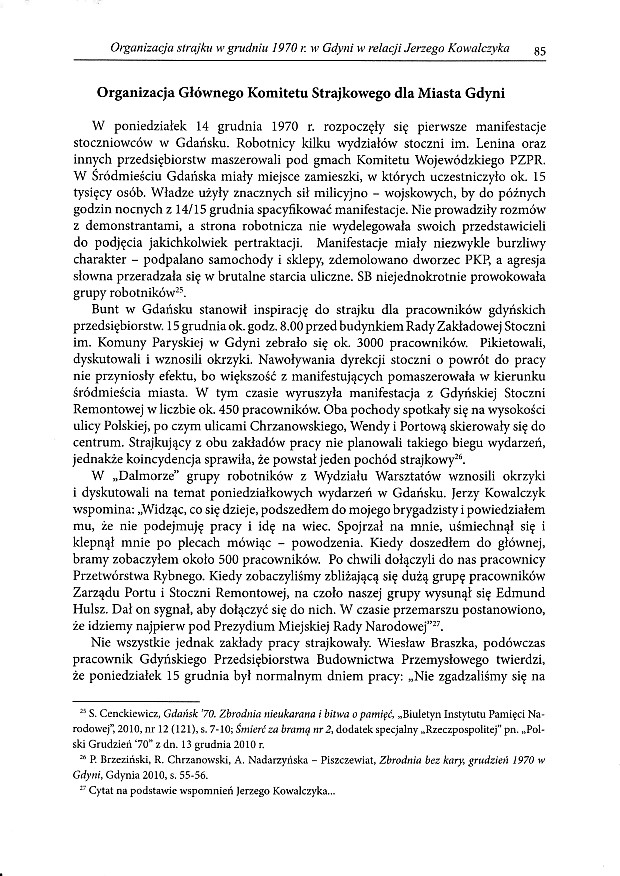 Organizacja strajku w grudniu 1970 r. w Gdyni w relacji Jerzego Kowalczyka 85
Organizacja Głównego Komitetu Strajkowego dla Miasta Gdyni
W poniedziałek 14 grudnia 1970 r. rozpoczęły się pierwsze manifestacje
stoczniowców w Gdańsku. Robotnicy kilku wydziałów stoczni im. Lenina oraz
innych przedsiębiorstw maszerowali pod gmach Komitetu Wojewódzkiego PZPR.
W Śródmieściu Gdańska miały miejsce zamieszki, w których uczestniczyło ok. 15
tysięcy osób. Władze użyły znacznych sił milicyjno – wojskowych, by do późnych
godzin nocnych z 14/15 grudnia spacyfikować manifestacje. Nie prowadziły rozmów
z demonstrantami, a strona robotnicza nie wydelegowała swoich przedstawicieli
do podjęcia jakichkolwiek pertraktacji. Manifestacje miały niezwykle burzliwy
charakter – podpalano samochody i sklepy, zdemolowano dworzec PKP, a agresja
słowna przeradzała się w brutalne starcia uliczne. SB niejednokrotnie prowokowała
grupy robotników²⁵.
Bunt w Gdańsku stanowił inspirację do strajku dla pracowników gdyńskich
przedsiębiorstw. 15 grudnia ok. godz. 8.00 przed budynkiem Rady Zakładowej Stoczni
im. Komuny Paryskiej w Gdyni zebrało się ok. 3000 pracowników. Pikietowali,
dyskutowali i wznosili okrzyki. Nawoływania dyrekcji stoczni o powrót do pracy
nie przyniosły efektu, bo większość z manifestujących pomaszerowała w kierunku
śródmieścia miasta. W tym czasie wyruszyła manifestacja z Gdyńskiej Stoczni
Remontowej w liczbie ok. 450 pracowników. Oba pochody spotkały się na wysokości
ulicy Polskiej, po czym ulicami Chrzanowskiego, Wendy i Portową skierowały się do
centrum. Strajkujący z obu zakładów pracy nie planowali takiego biegu wydarzeń,
jednakże koincydencja sprawiła, że powstał jeden pochód strajkowy²⁶.
W „Dalmorze” grupy robotników z Wydziału Warsztatów wznosili okrzyki
i dyskutowali na temat poniedziałkowych wydarzeń w Gdańsku. Jerzy Kowalczyk
wspomina: „Widząc, co się dzieje, podszedłem do mojego brygadzisty i powiedziałem
mu, że nie podejmuję pracy i idę na wiec. Spojrzał na mnie, uśmiechnął się i
klepnął mnie po plecach mówiąc – powodzenia. Kiedy doszedłem do głównej,
bramy zobaczyłem około 500 pracowników. Po chwili dołączyli do nas pracownicy
Przetwórstwa Rybnego. Kiedy zobaczyliśmy zbliżającą się dużą grupę pracowników
Zarządu Portu i Stoczni Remontowej, na czoło naszej grupy wysunął się Edmund
Hulsz. Dał on sygnał, aby dołączyć się do nich. W czasie przemarszu postanowiono,
że idziemy najpierw pod Prezydium Miejskiej Rady Narodowej”²⁷.
Nie wszystkie jednak zakłady pracy strajkowały. Wiesław Braszka, podówczas
pracownik Gdyńskiego Przedsiębiorstwa Budownictwa Przemysłowego twierdzi,
że poniedziałek 15 grudnia był normalnym dniem pracy: „Nie zgadzaliśmy się na
²⁵ S. Cenckiewicz, Gdańsk '70. Zbrodnia nieukarana i bitwa o pamięć, „Biuletyn Instytutu Pamięci Na-
rodowej”, 2010, nr 12 (121), s. 7-10; Śmierć za bramą nr 2, dodatek specjalny „Rzeczpospolitej” pn. „Pol-
ski Grudzień '70” z dn. 13 grudnia 2010 r.
²⁶ P. Brzeziński, R. Chrzanowski, A. Nadarzyńska – Piszczewiat, Zbrodnia bez kary, grudzień 1970 w
Gdyni, Gdynia 2010, s. 55-56.
²⁷ Cytat na podstawie wspomnień Jerzego Kowalczyka...